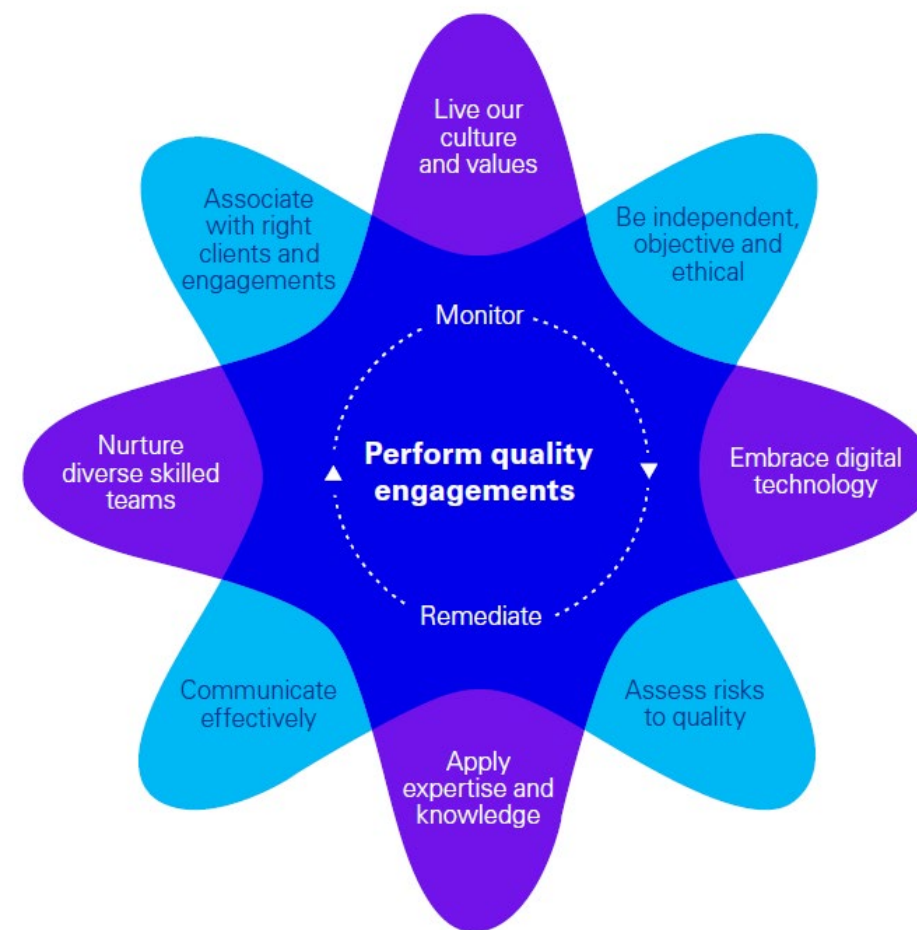 Live our
culture
and values
Associate
with right
clients and
engagements
Be independent,
objective and
ethical
Monitor
Nurture
diverse skilled
teams
Perform quality
engagements
Embrace digital
technology
Remediate
Communicate
effectively
Assess risks
to quality
Apply
expertise and
knowledge